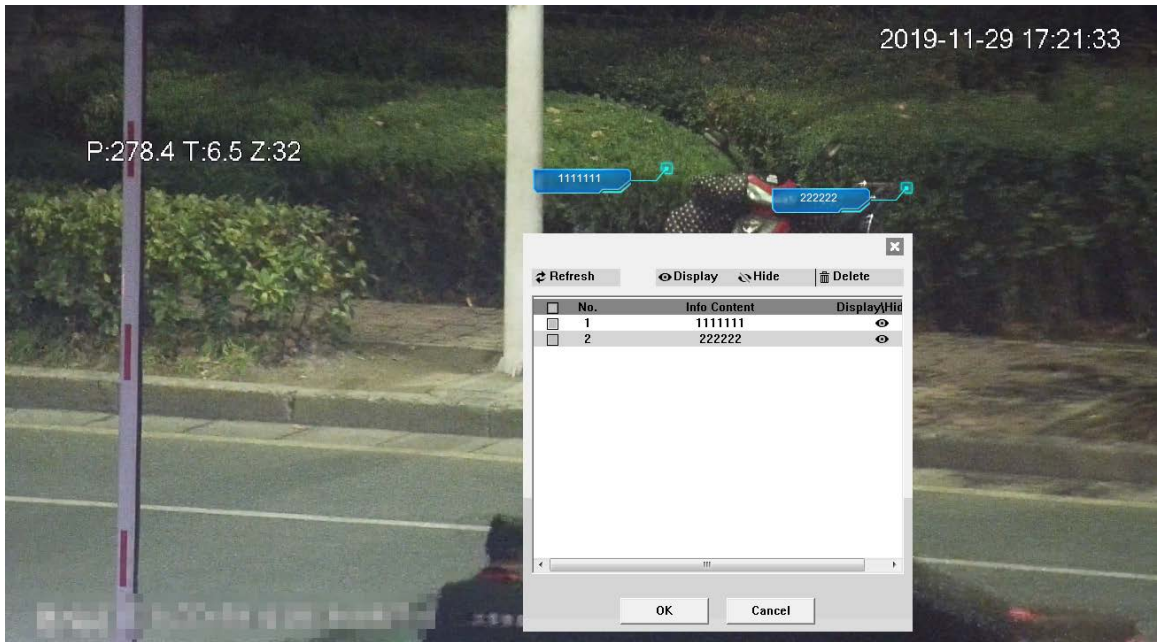 2019-11-29 17:21:33
P:278.4 T:6.5 Z:32
1111111
222222
Refresh Display Hide Delete
No. Info Content Display\Hid
1 1111111
2 222222
OK Cancel